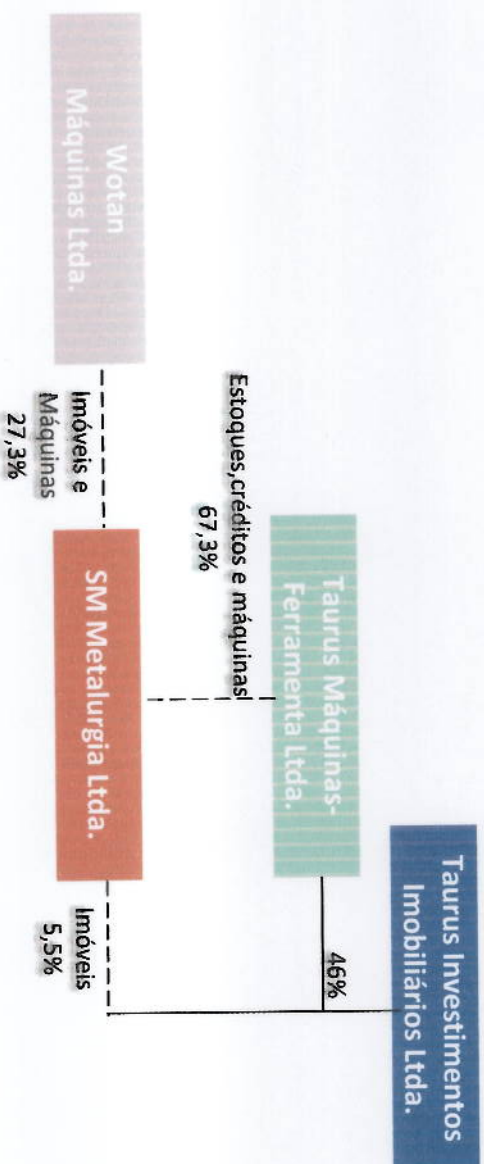 Taurus Investimentos
Imobiliários Ltda.
46%
Taurus Máquinas-
Ferramenta Ltda.
Estoques,créditos e máquinas
67,3%
Wotan
Máquinas Ltda.
Imóveis e
Máquinas
27,3%
SM Metalurgia Ltda.
Imóveis
5,5%